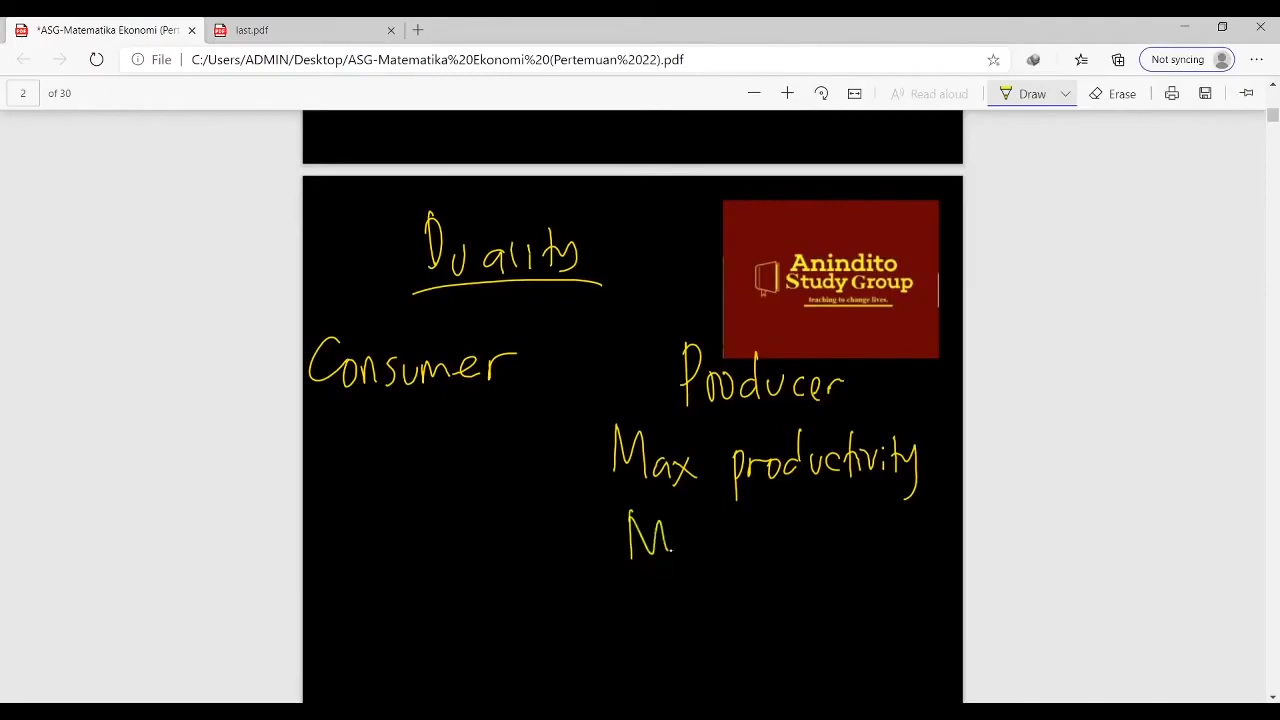 *ASG-Matematika Ekonomi (Pert
last.pdf
File
C:/Users/ADMIN/Desktop/ASG-Matematika%20Ekonomi%20(Pertemuan%2022).pdf
Not syncing
2 of 30
Read aloud
Draw
Erase
Duality
Anindito
Study Group
teaching to change lives.
Consumer
Producer
Max productivity
M